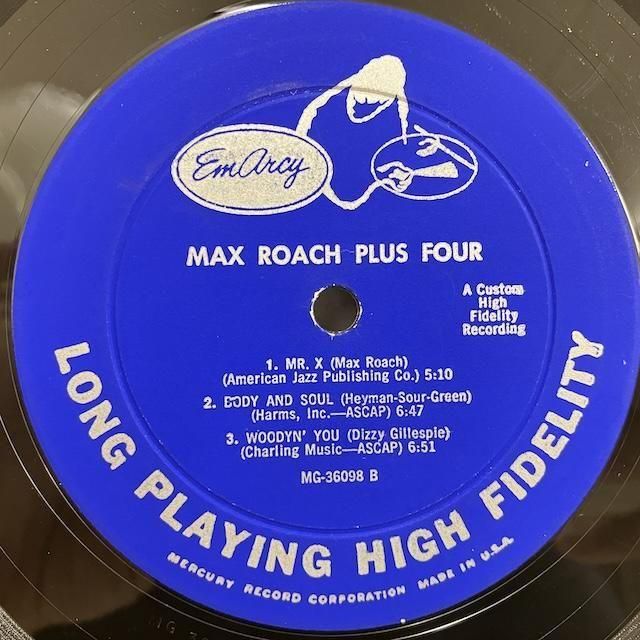 EmArcy
MAX ROACH PLUS FOUR
A Custom
High
Fidelity
Recording
1. MR. X (Max Roach)
(American Jazz Publishing Co.) 5:10
2. BODY AND SOUL (Heyman-Sour-Green)
(Harms, Inc.—ASCAP) 6:47
3. WOODYN' YOU (Dizzy Gillespie)
(Charling Music—ASCAP) 6:51
MG-36098 B
LONG PLAYING HIGH FIDELITY
MERCURY RECORD CORPORATION MADE IN U.S.A.